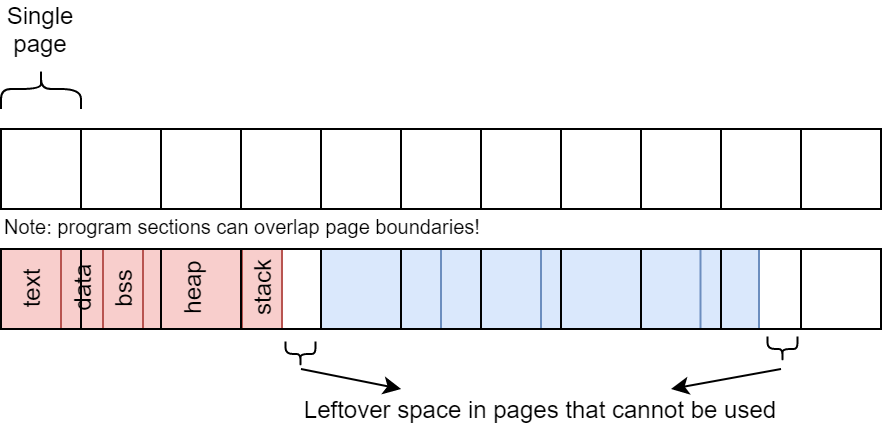 Single
page
Note: program sections can overlap page boundaries!
text
data
bss
heap
stack
Leftover space in pages that cannot be used